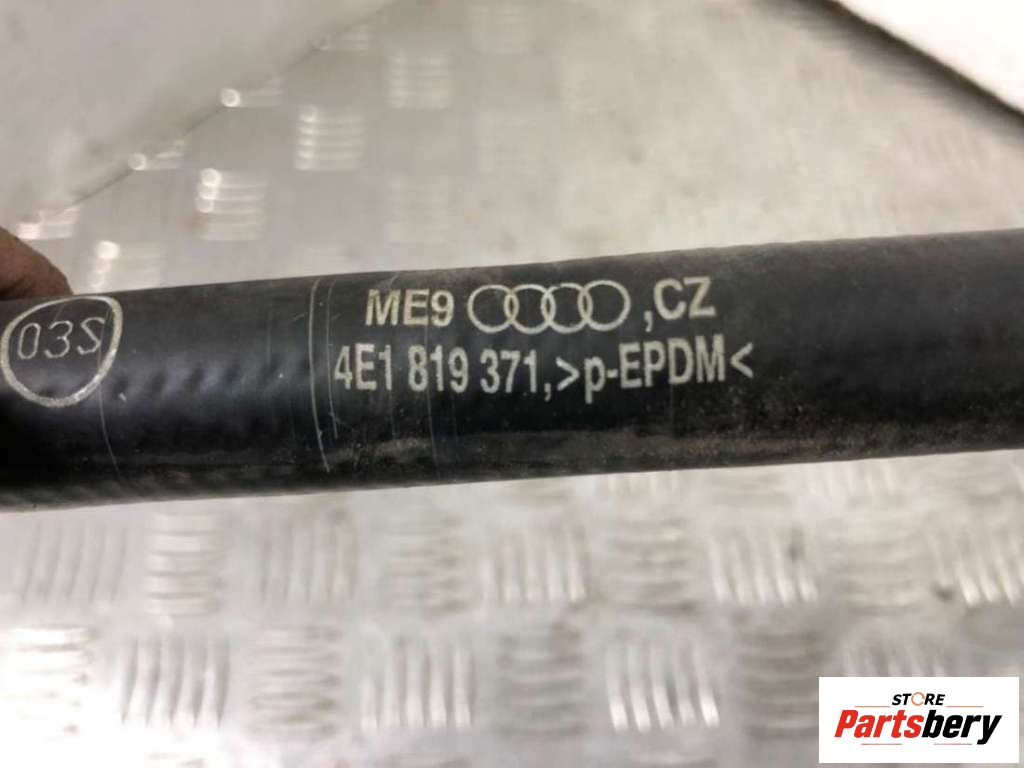 03S
ME9 ,CZ
4E1 819 371,>p-EPDM<
STORE
Partsbery